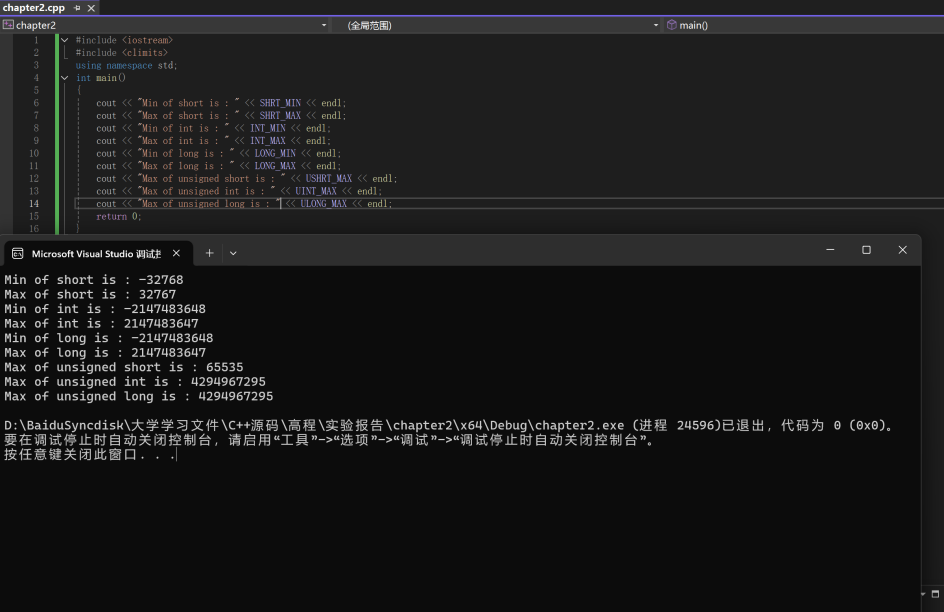 chapter2.cpp
chapter2 (全局范围) main()
1 #include <iostream>
2 #include <climits>
3 using namespace std;
4 int main()
5 {
6 cout << "Min of short is : " << SHRT_MIN << endl;
7 cout << "Max of short is : " << SHRT_MAX << endl;
8 cout << "Min of int is : " << INT_MIN << endl;
9 cout << "Max of int is : " << INT_MAX << endl;
10 cout << "Min of long is : " << LONG_MIN << endl;
11 cout << "Max of long is : " << LONG_MAX << endl;
12 cout << "Max of unsigned short is : " << USHRT_MAX << endl;
13 cout << "Max of unsigned int is : " << UINT_MAX << endl;
14 cout << "Max of unsigned long is : " << ULONG_MAX << endl;
15 return 0;
16 }
Microsoft Visual Studio 调试
Min of short is : -32768
Max of short is : 32767
Min of int is : -2147483648
Max of int is : 2147483647
Min of long is : -2147483648
Max of long is : 2147483647
Max of unsigned short is : 65535
Max of unsigned int is : 4294967295
Max of unsigned long is : 4294967295
D:\BaiduSyncdisk\大学学习文件\C++源码\高程\实验报告\chapter2\x64\Debug\chapter2.exe (进程 24596)已退出，代码为 0 (0x0)。
要在调试停止时自动关闭控制台，请启用“工具”->“选项”->“调试”->“调试停止时自动关闭控制台”。
按任意键关闭此窗口. . .